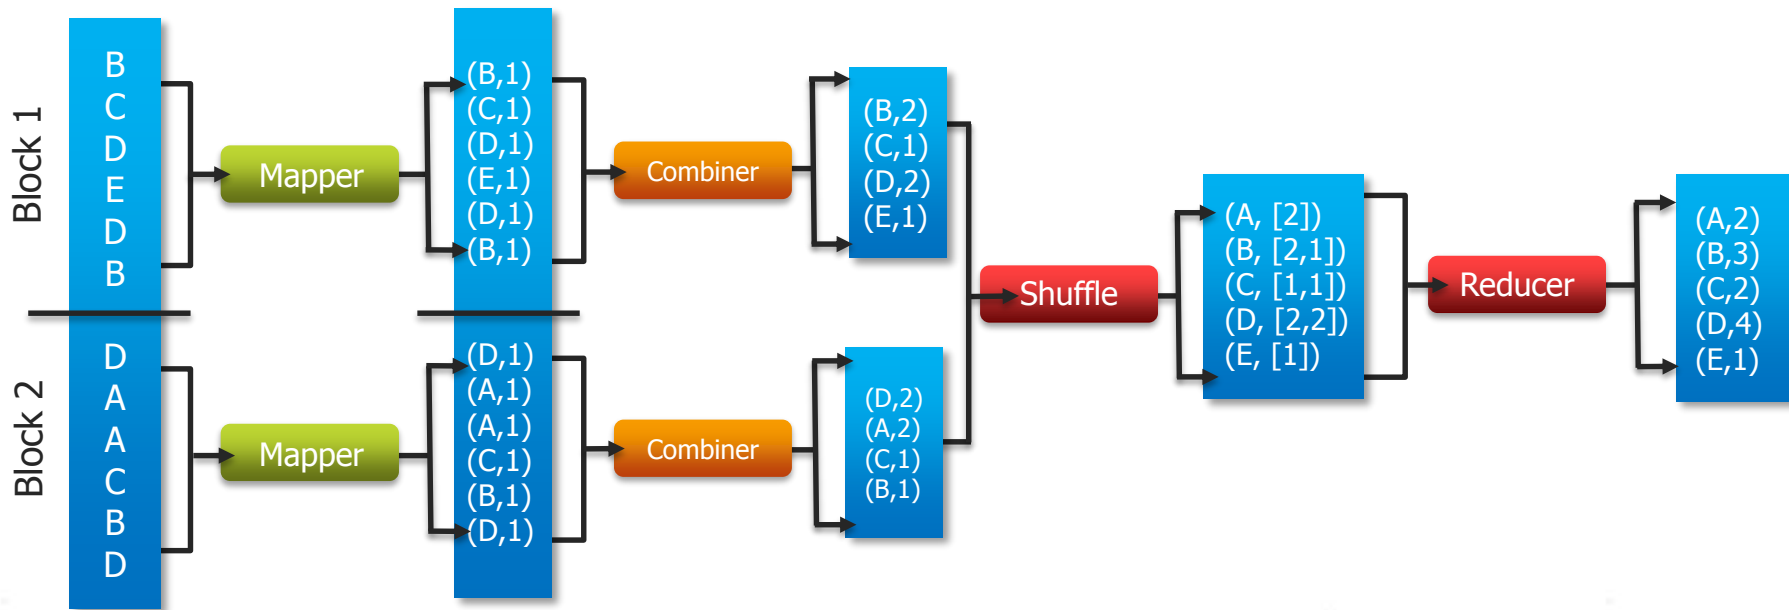 Block 1
B
C
D
E
D
B
Block 2
D
A
A
C
B
D
Mapper
Mapper
(B,1)
(C,1)
(D,1)
(E,1)
(D,1)
(B,1)
(D,1)
(A,1)
(A,1)
(C,1)
(B,1)
(D,1)
Combiner
Combiner
(B,2)
(C,1)
(D,2)
(E,1)
(D,2)
(A,2)
(C,1)
(B,1)
Shuffle
(A, [2])
(B, [2,1])
(C, [1,1])
(D, [2,2])
(E, [1])
Reducer
(A,2)
(B,3)
(C,2)
(D,4)
(E,1)